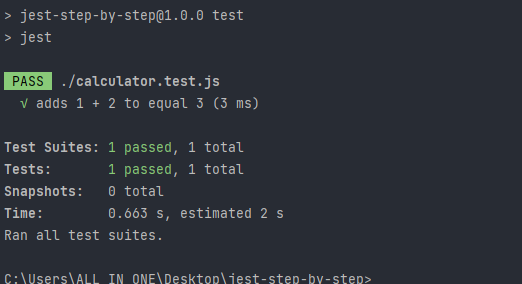 > jest-step-by-step@1.0.0 test
> jest
PASS ./calculator.test.js
√ adds 1 + 2 to equal 3 (3 ms)
Test Suites: 1 passed, 1 total
Tests: 1 passed, 1 total
Snapshots: 0 total
Time: 0.663 s, estimated 2 s
Ran all test suites.
C:\Users\ALL IN ONE\Desktop\jest-step-by-step>